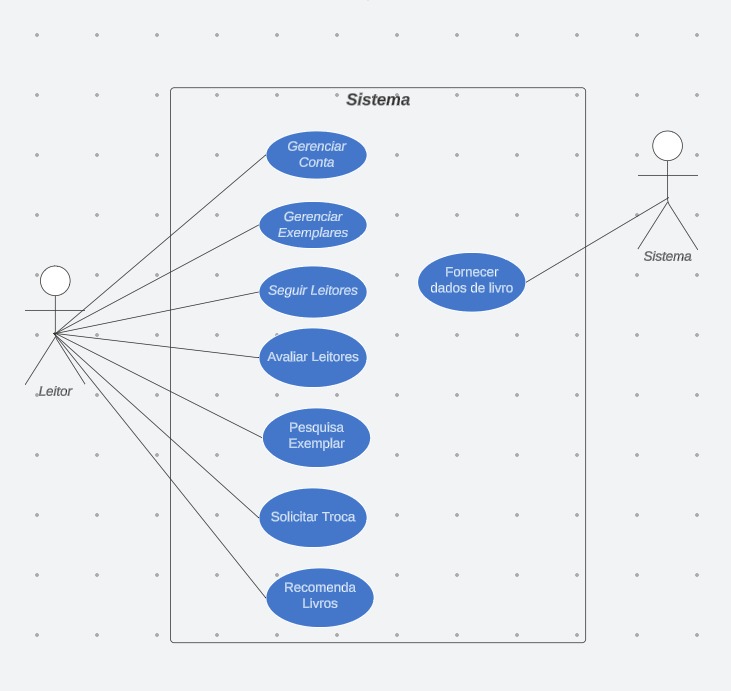 Sistema
Gerenciar
Conta
Gerenciar
Exemplares
Seguir Leitores
Avaliar Leitores
Pesquisa
Exemplar
Solicitar Troca
Recomenda
Livros
Fornecer
dados de livro
Leitor
Sistema